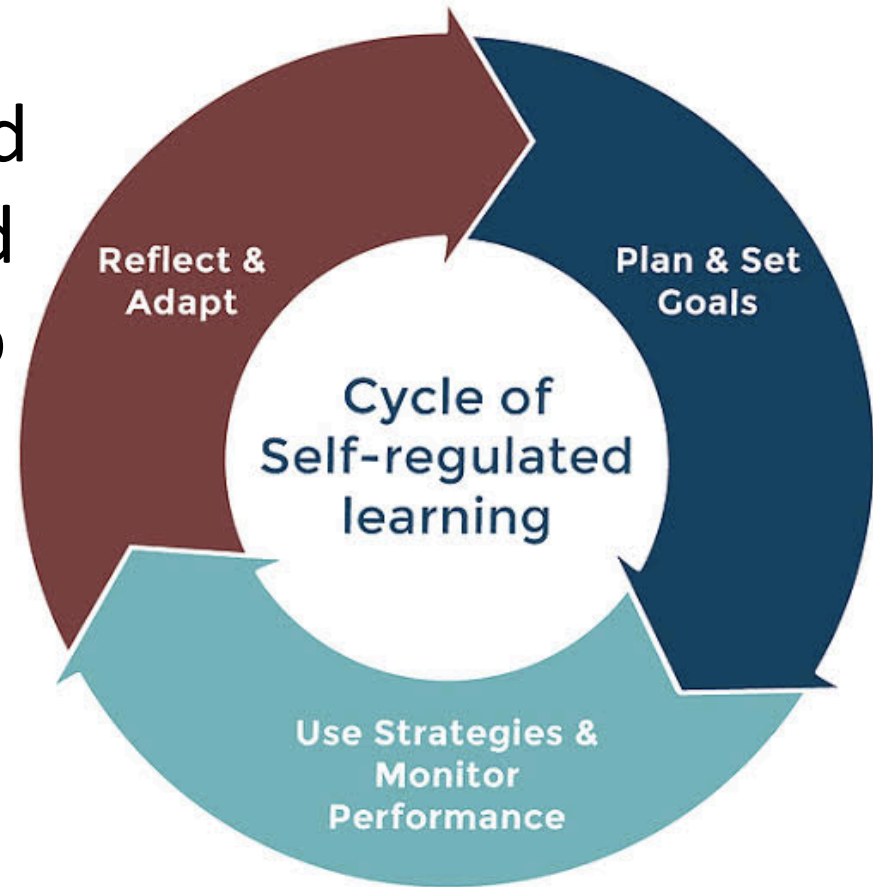 Reflect &
Adapt
Plan & Set
Goals
Cycle of
Self-regulated
learning
Use Strategies &
Monitor
Performance